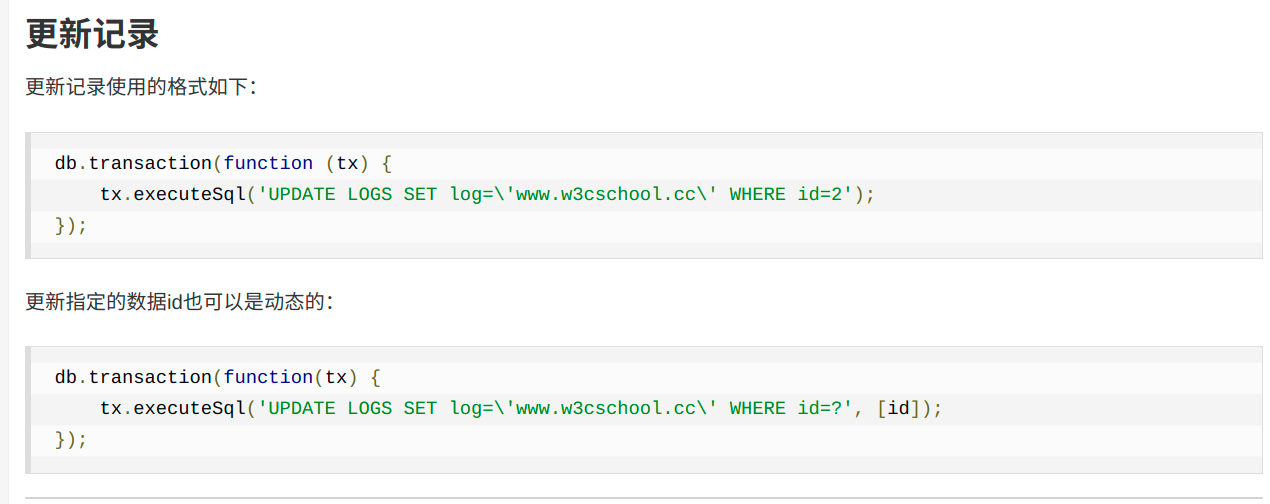 更新记录
更新记录使用的格式如下：
db.transaction(function (tx) {
    tx.executeSql('UPDATE LOGS SET log=\'www.w3cschool.cc\' WHERE id=2');
});
更新指定的数据id也可以是动态的：
db.transaction(function(tx) {
    tx.executeSql('UPDATE LOGS SET log=\'www.w3cschool.cc\' WHERE id=?', [id]);
});